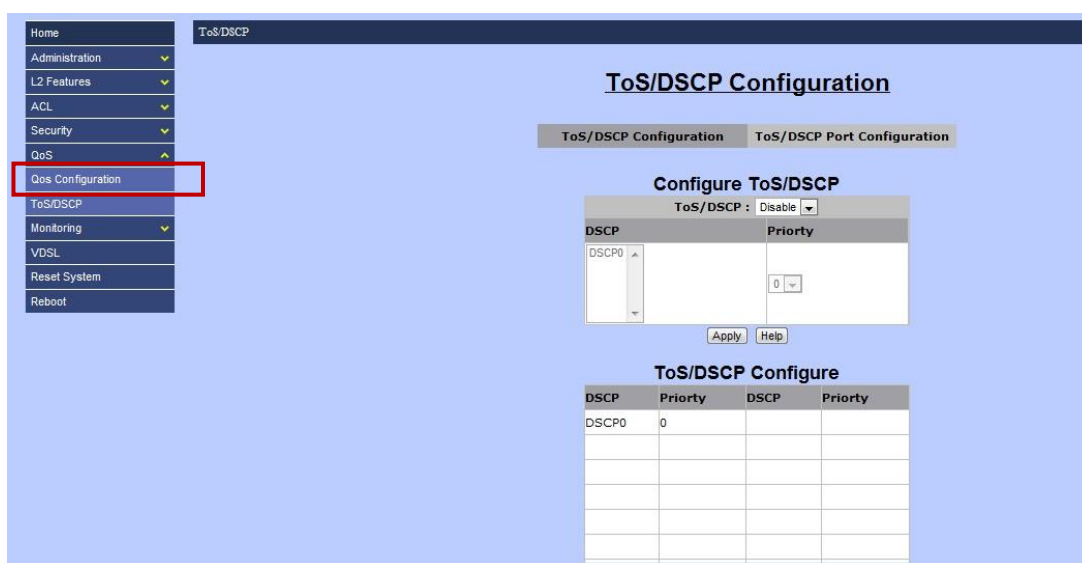 Home
ToS/DSCP
Administration
L2 Features
ACL
Security
QoS
Qos Configuration
ToS/DSCP
Monitoring
VDSL
Reset System
Reboot
ToS/DSCP Configuration
ToS/DSCP Configuration ToS/DSCP Port Configuration
Configure ToS/DSCP
ToS/DSCP : Disable
DSCP Priorty
DSCP0 0
Apply Help
ToS/DSCP Configure
DSCP Priorty DSCP Priorty
DSCP0 0